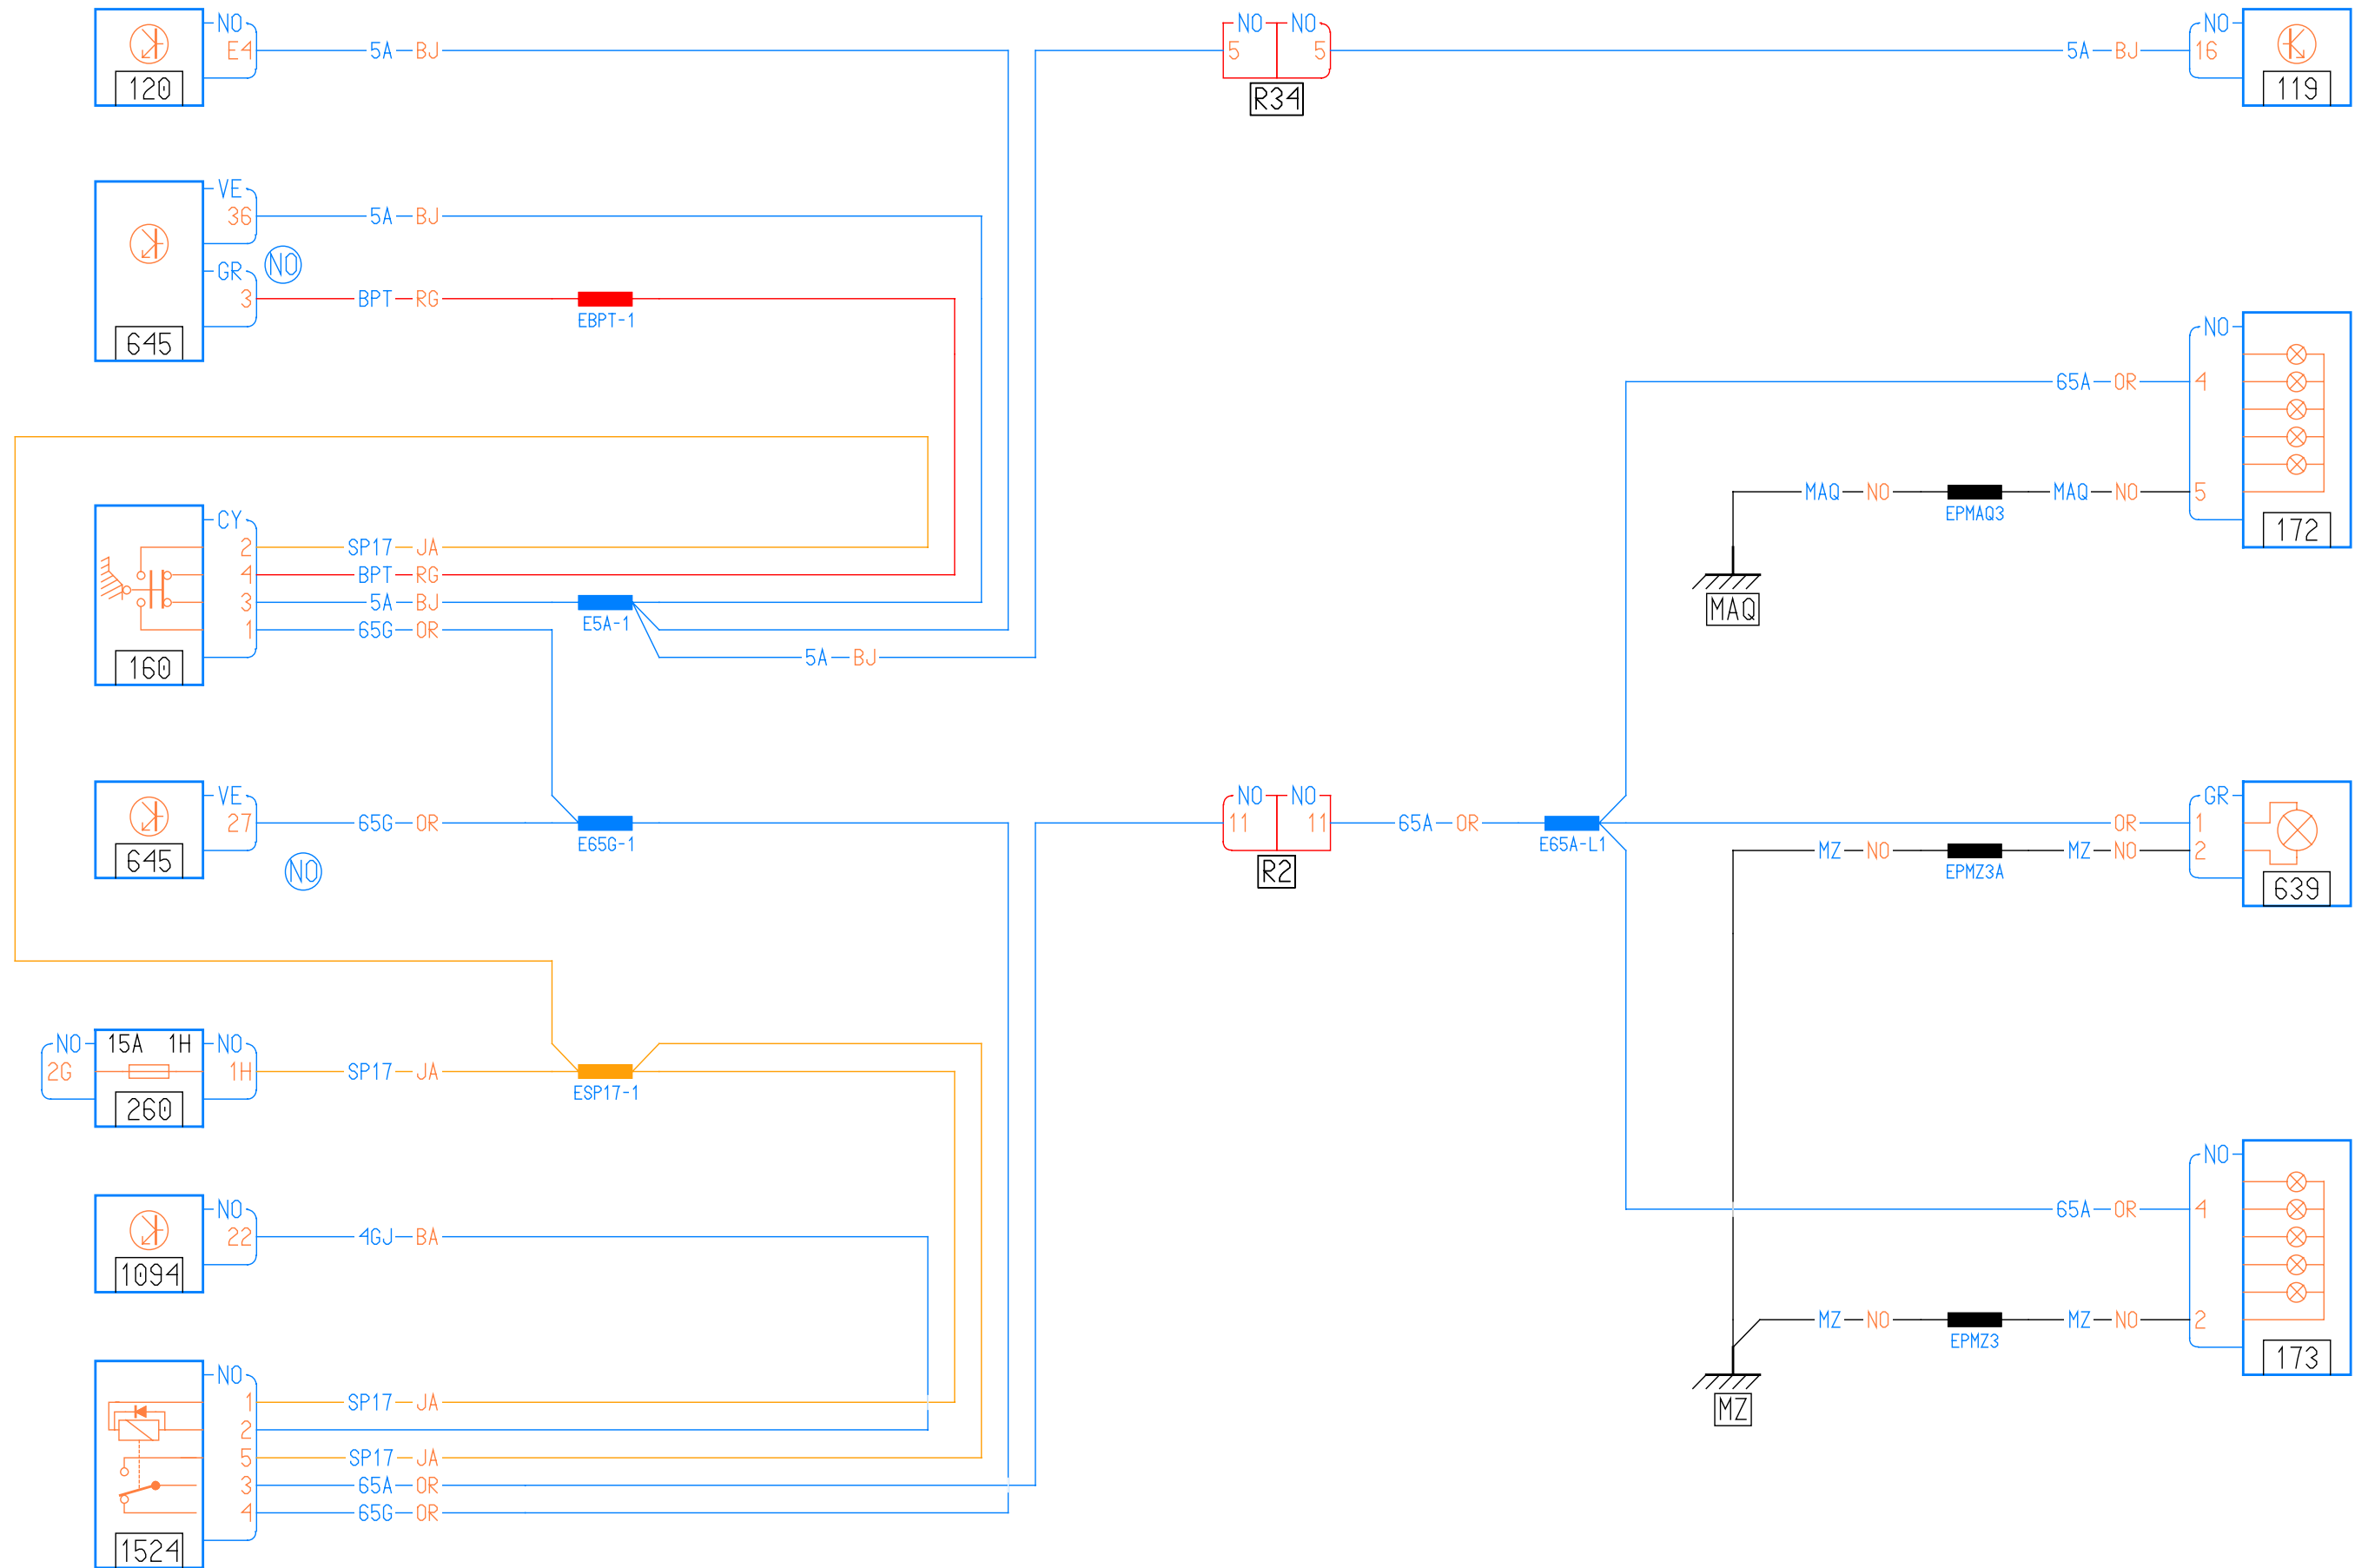 NO NO NO NO
E4 5A BJ 5 5 5A BJ 16
120 R34 119
VE
36 5A BJ
GR NO
3 BPT RG
EBPT-1
645
NO
65A OR 4
MAQ NO MAQ NO 5
EPMAQ3
172
MAQ
CY
2 SP17 JA
4 BPT RG
3 5A BJ
E5A-1
1 65G OR
5A BJ
160
VE NO NO GR
27 65G OR 11 11 65A OR OR 1
E65G-1 E65A-L1
MZ NO MZ NO 2
EPMZ3A
645 NO R2 639
NO 15A 1H NO
2G 1H SP17 JA
ESP17-1
260
NO
65A OR 4
MZ NO MZ NO 2
EPMZ3
173
MZ
NO
22 4GJ BA
1094
NO
1 SP17 JA
2
5 SP17 JA
3 65A OR
4 65G OR
1524